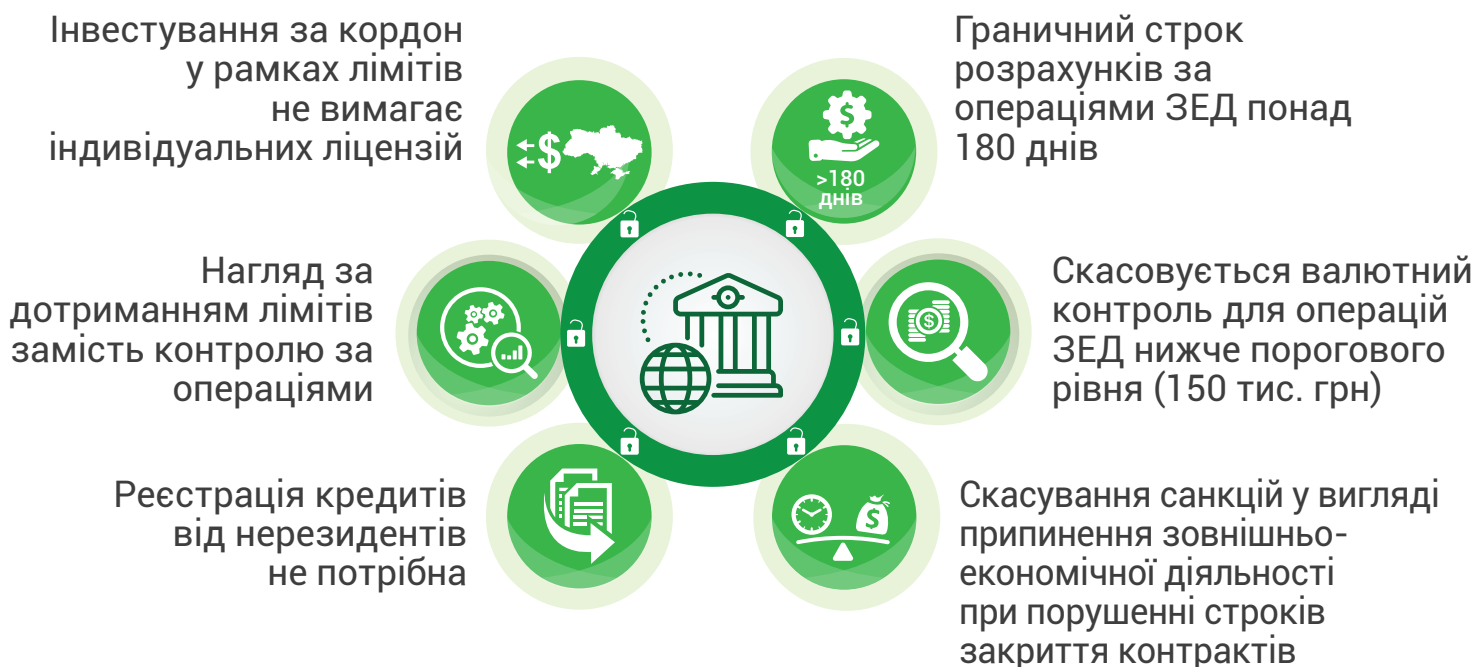 Інвестування за кордон
у рамках лімітів
не вимагає
індивідуальних ліцензій
Граничний строк
розрахунків за
операціями ЗЕД понад
180 днів
>180
днів
Нагляд за
дотриманням лімітів
замість контролю за
операціями
Скасовується валютний
контроль для операцій
ЗЕД нижче порогового
рівня (150 тис. грн)
Реєстрація кредитів
від нерезидентів
не потрібна
Скасування санкцій у вигляді
припинення зовнішньо-
економічної діяльності
при порушенні строків
закриття контрактів